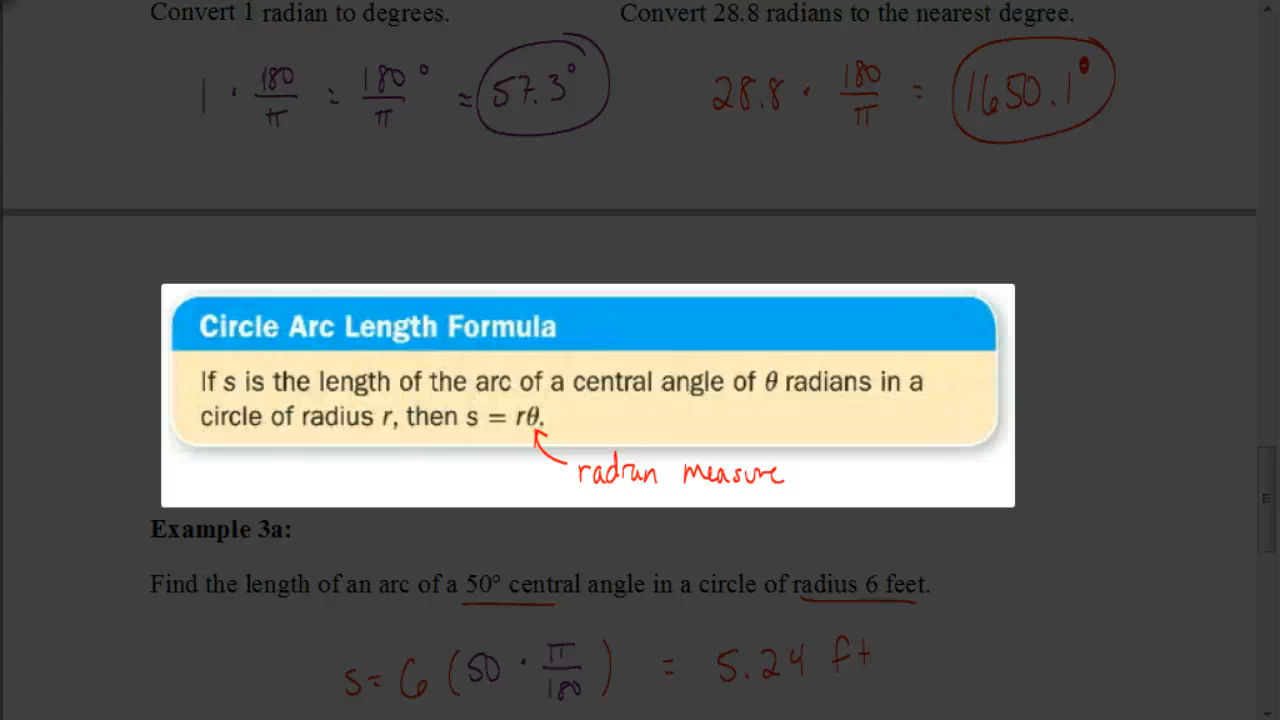 Convert 1 radian to degrees.
Convert 28.8 radians to the nearest degree.
1 · 180/π = 180°/π ≈ 57.3°
28.8 · 180/π = 1650.1°
Circle Arc Length Formula
If s is the length of the arc of a central angle of θ radians in a
circle of radius r, then s = rθ.
radian measure
Example 3a:
Find the length of an arc of a 50° central angle in a circle of radius 6 feet.
s = 6 (50 · π/180) = 5.24 ft